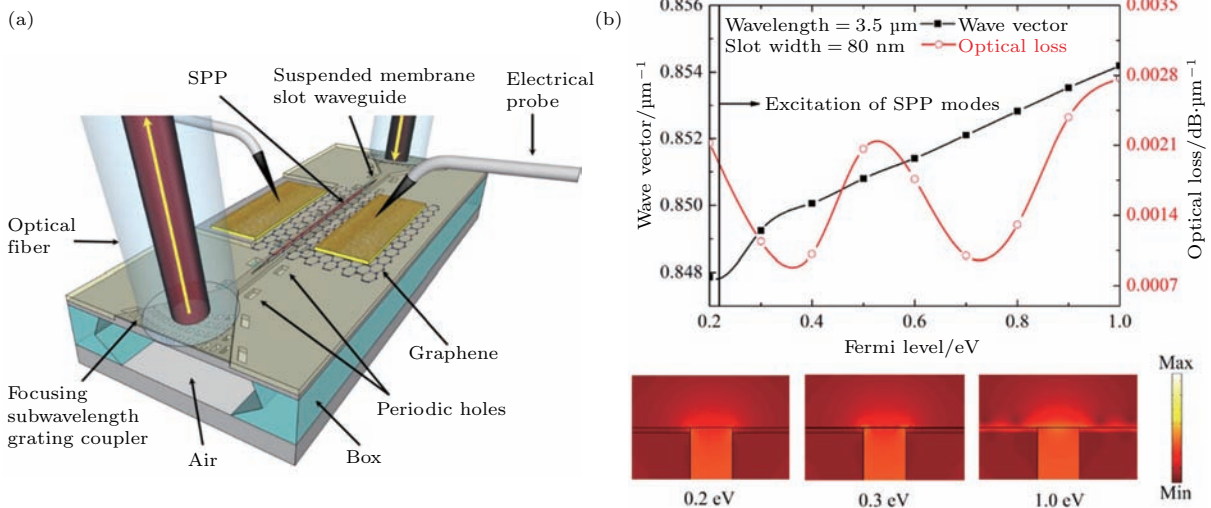 (a)
SPP
Suspended membrane
slot waveguide
Electrical
probe
Optical
fiber
Graphene
Focusing
subwavelength
grating coupler
Periodic holes
Air
Box
(b)
0.856
0.854
0.852
0.850
0.848
Wave vector/µm⁻¹
Wavelength = 3.5 µm
Slot width = 80 nm
Wave vector
Optical loss
Excitation of SPP modes
0.0035
0.0028
0.0021
0.0014
0.0007
Optical loss/dB·µm⁻¹
0.2 0.3 0.4 0.6 0.8 1.0
Fermi level/eV
Max
Min
0.2 eV
0.3 eV
1.0 eV